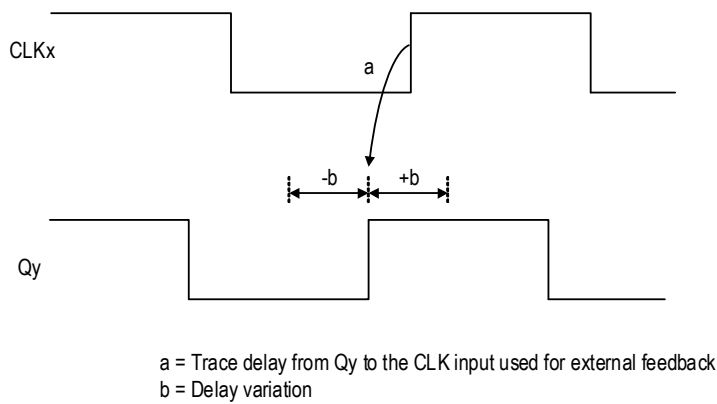 CLKx
a
-b
+b
Qy
a = Trace delay from Qy to the CLK input used for external feedback
b = Delay variation